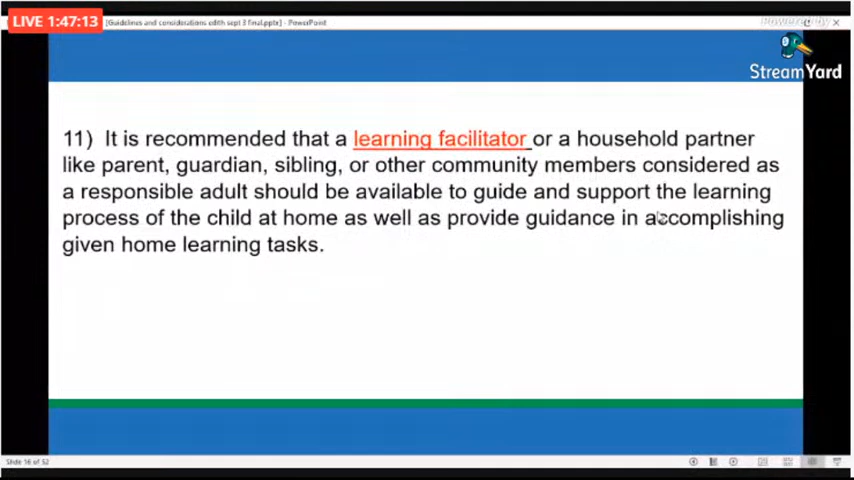 LIVE 1:47:13
[Guidelines and considerations edith sept 3 final.pptx] - PowerPoint
StreamYard
11) It is recommended that a learning facilitator or a household partner
like parent, guardian, sibling, or other community members considered as
a responsible adult should be available to guide and support the learning
process of the child at home as well as provide guidance in accomplishing
given home learning tasks.
Slide 16 of 52